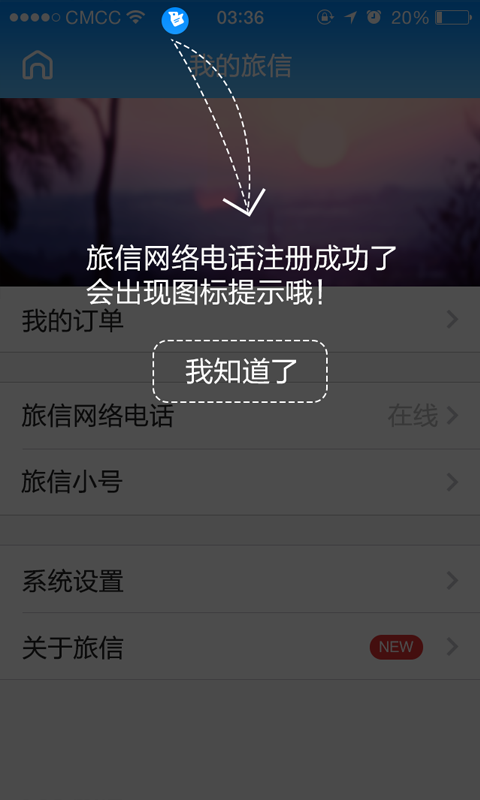 CMCC 03:36 20%
我的旅信
旅信网络电话注册成功了
会出现图标提示哦！
我的订单
我知道了
旅信网络电话 在线
旅信小号
系统设置
关于旅信 NEW